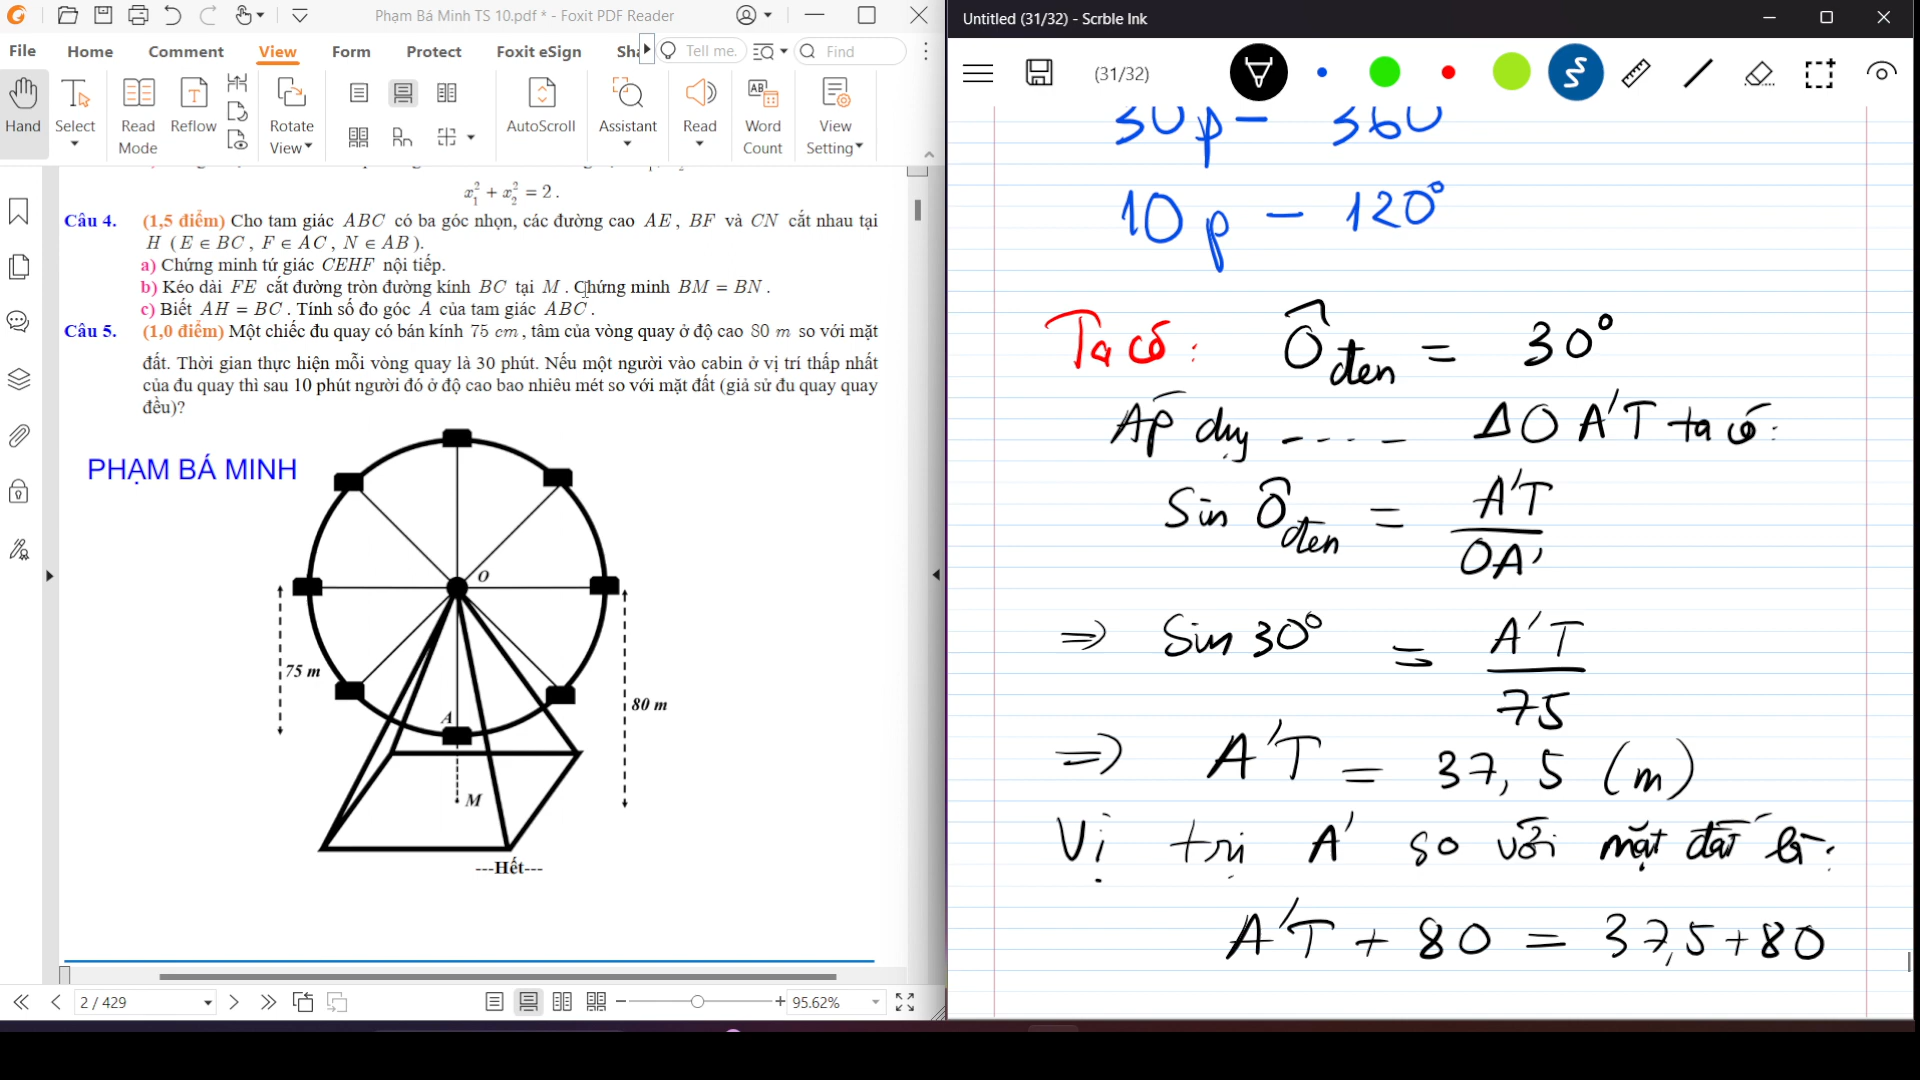 Phạm Bá Minh TS 10.pdf * - Foxit PDF Reader
File Home Comment View Form Protect Foxit eSign Tell me. Find
Hand Select Read Mode Reflow Rotate View AutoScroll Assistant Read Word Count View Setting
x₁² + x₂² = 2.
Câu 4. (1,5 điểm) Cho tam giác ABC có ba góc nhọn, các đường cao AE, BF và CN cắt nhau tại
H (E ∈ BC, F ∈ AC, N ∈ AB).
a) Chứng minh tứ giác CEHF nội tiếp.
b) Kéo dài FE cắt đường tròn đường kính BC tại M. Chứng minh BM = BN.
c) Biết AH = BC. Tính số đo góc A của tam giác ABC.
Câu 5. (1,0 điểm) Một chiếc đu quay có bán kính 75 cm, tâm của vòng quay ở độ cao 80 m so với mặt
đất. Thời gian thực hiện mỗi vòng quay là 30 phút. Nếu một người vào cabin ở vị trí thấp nhất
của đu quay thì sau 10 phút người đó ở độ cao bao nhiêu mét so với mặt đất (giả sử đu quay quay
đều)?
PHẠM BÁ MINH
O
75 m
A
80 m
M
---Hết---
2 / 429
95.62%
Untitled (31/32) - Scrble Ink
(31/32)
30p - 360
10p - 120°
Ta có: Ô đen = 30°
Áp dụng ---- ΔOA'T ta có:
Sin Ô đen = A'T / OA'
=> Sin 30° = A'T / 75
=> A'T = 37,5 (m)
Vị trị A' so với mặt đất là:
A'T + 80 = 37,5 + 80